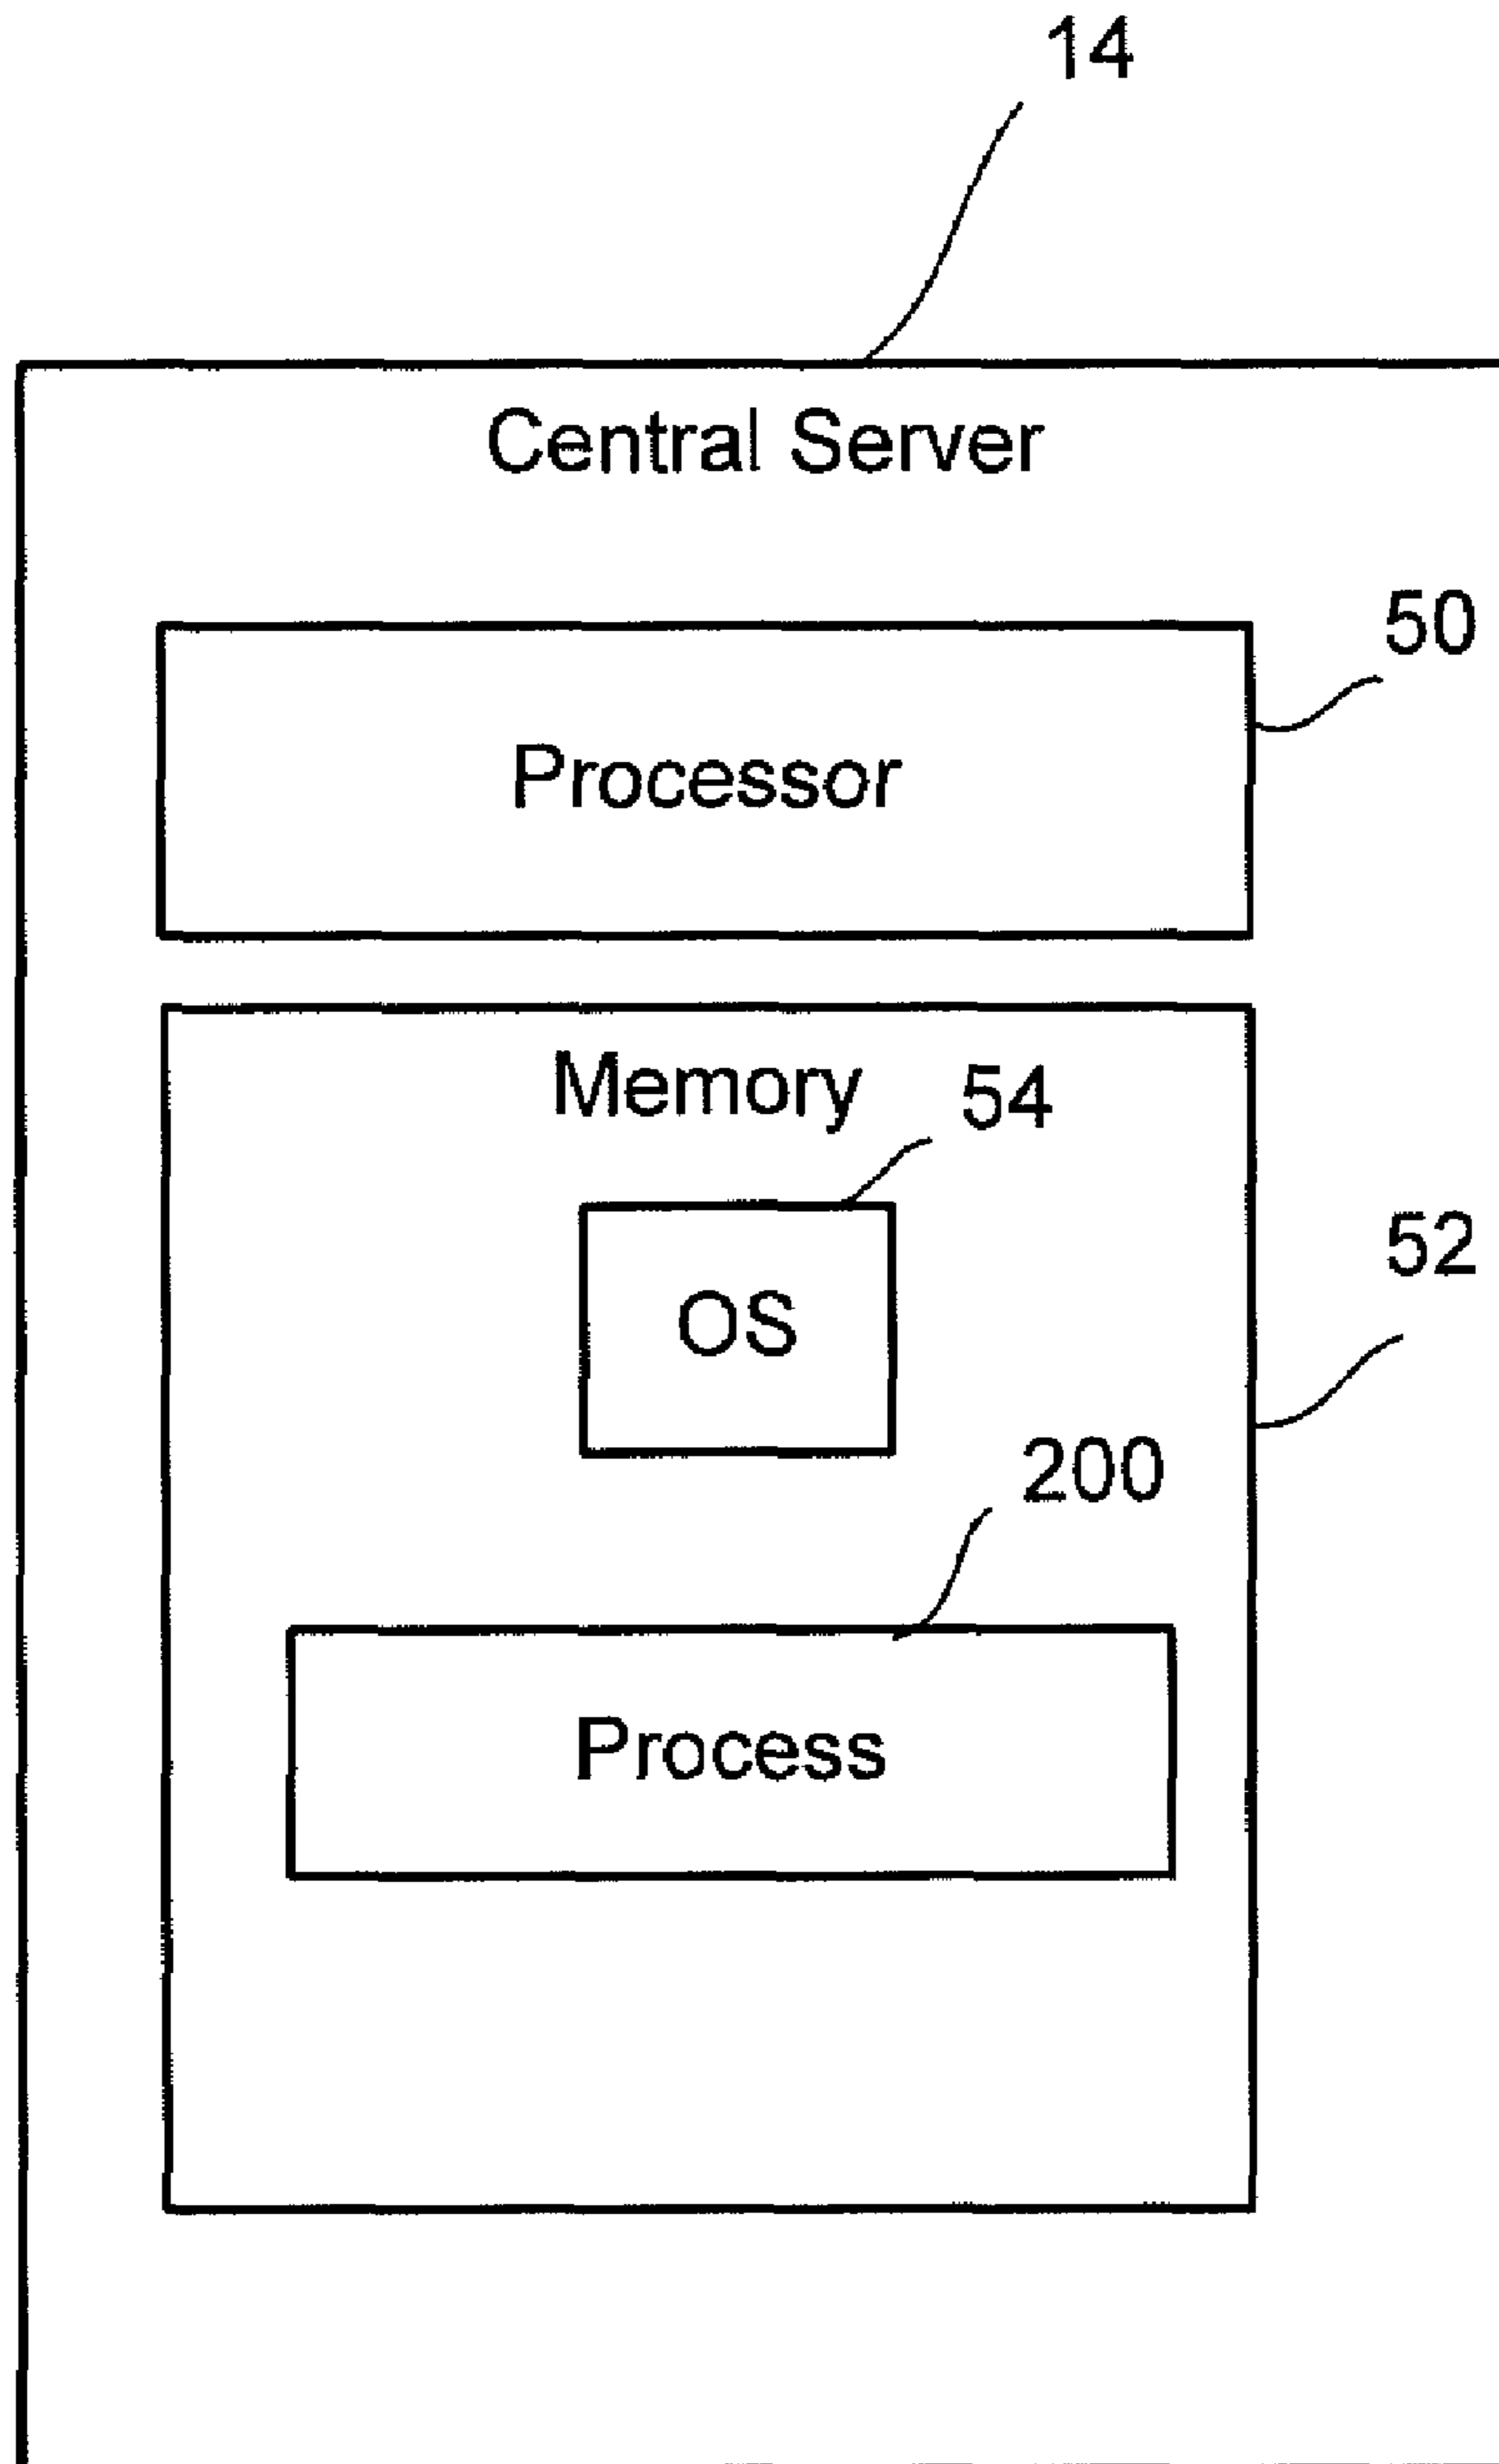 14
Central Server
50
Processor
Memory
54
OS
52
200
Process